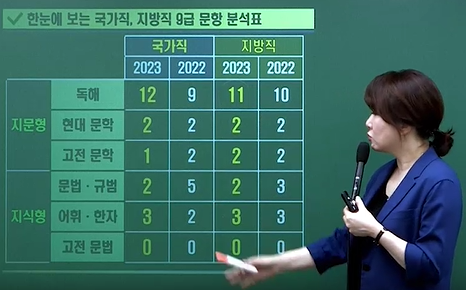 ✓ 한눈에 보는 국가직, 지방직 9급 문항 분석표
국가직 지방직
2023 2022 2023 2022
지문형 독해 12 9 11 10
현대 문학 2 2 2 2
고전 문학 1 2 2 2
지식형 문법·규범 2 5 2 3
어휘·한자 3 2 3 3
고전 문법 0 0 0 0